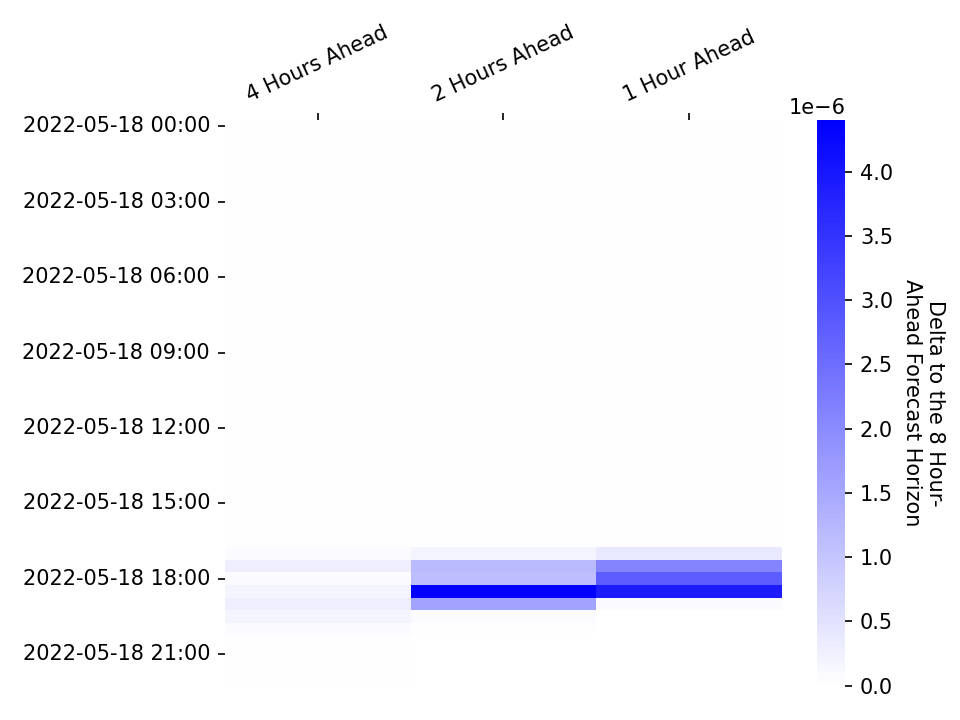 4 Hours Ahead
2 Hours Ahead
1 Hour Ahead
1e−6
2022-05-18 00:00
2022-05-18 03:00
2022-05-18 06:00
2022-05-18 09:00
2022-05-18 12:00
2022-05-18 15:00
2022-05-18 18:00
2022-05-18 21:00
4.0
3.5
3.0
2.5
2.0
1.5
1.0
0.5
0.0
Delta to the 8 Hour-
Ahead Forecast Horizon